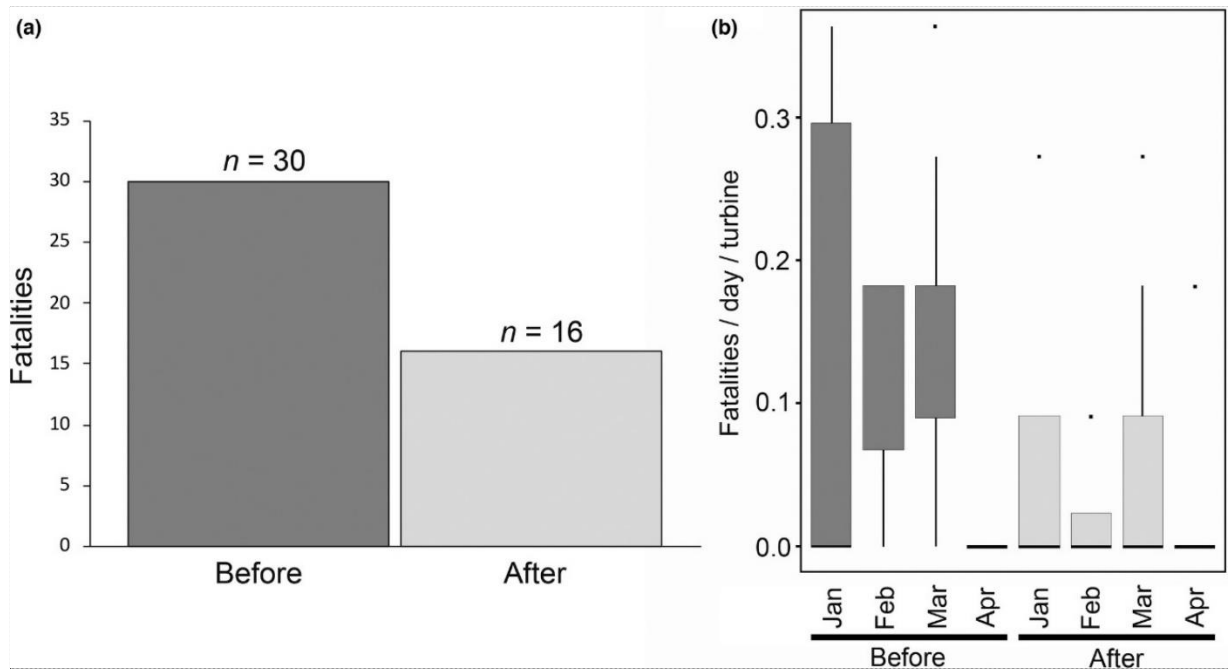 (a)
Fatalities
35
30
25
20
15
10
5
0
n = 30
n = 16
Before
After
(b)
Fatalities / day / turbine
0.3
0.2
0.1
0.0
Jan
Feb
Mar
Apr
Jan
Feb
Mar
Apr
Before
After